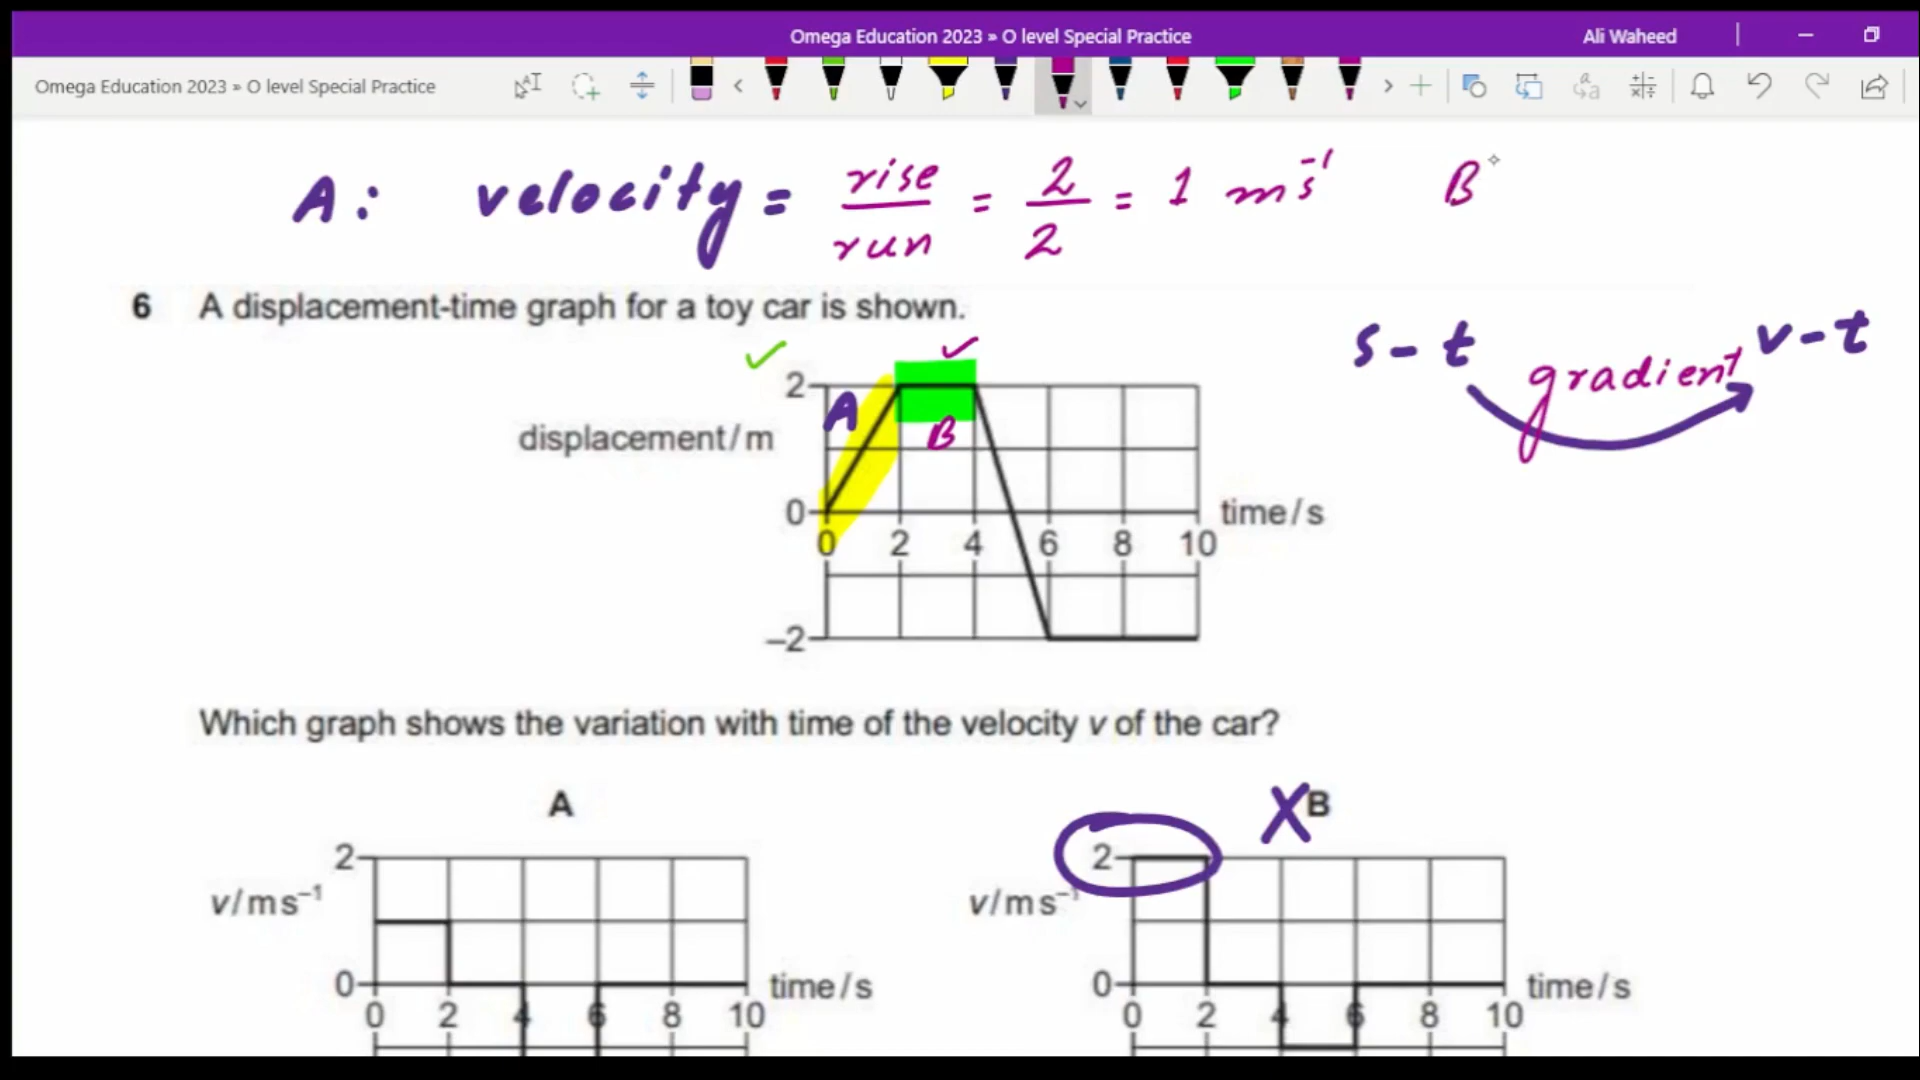 Omega Education 2023 » O level Special Practice
Ali Waheed
Omega Education 2023 » O level Special Practice
A: velocity = rise/run = 2/2 = 1 ms⁻¹ B
6 A displacement-time graph for a toy car is shown.
s-t gradient v-t
2
A
B
displacement/m
0
time/s
0 2 4 6 8 10
–2
Which graph shows the variation with time of the velocity v of the car?
A
2
v/ms⁻¹
0
time/s
0 2 4 6 8 10
X B
2
v/ms⁻¹
0
time/s
0 2 4 6 8 10